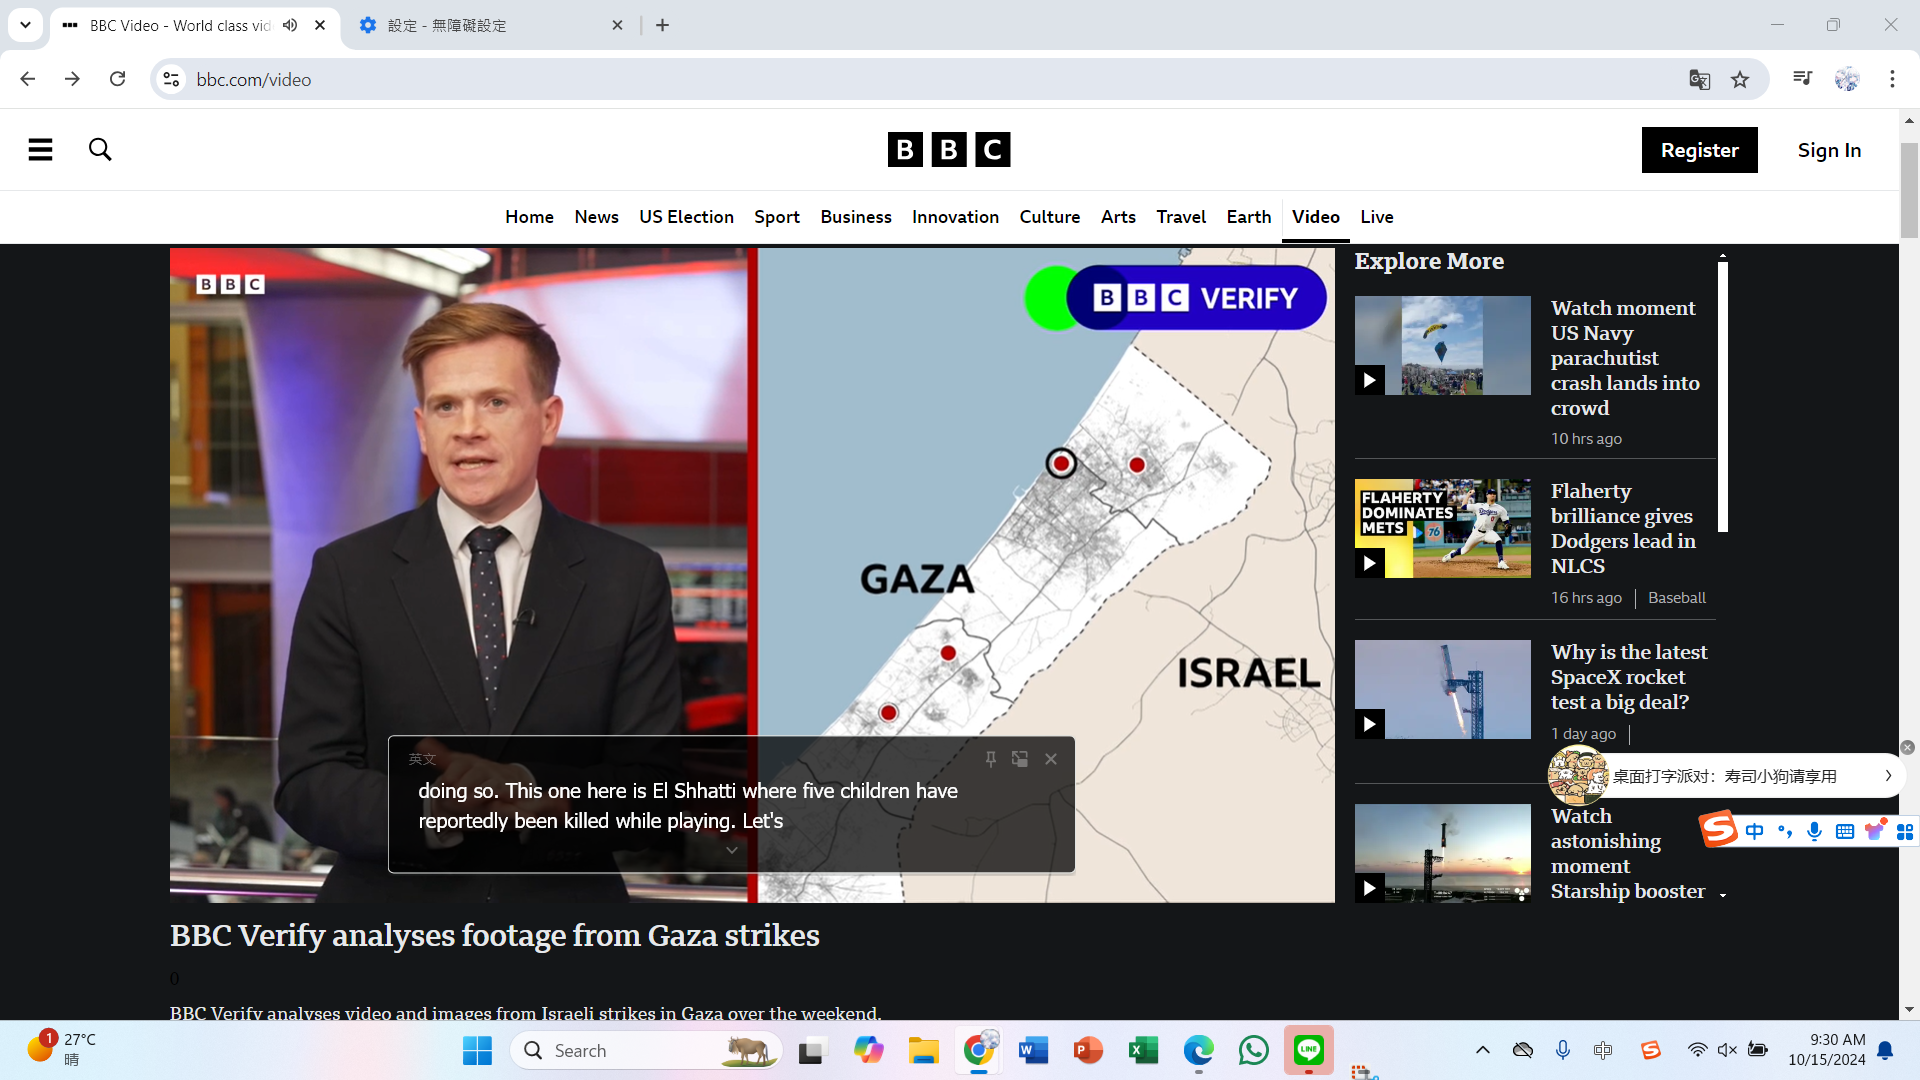 BBC Video - World class vid
設定 - 無障礙設定
bbc.com/video
BBC
Register
Sign In
Home
News
US Election
Sport
Business
Innovation
Culture
Arts
Travel
Earth
Video
Live
BBC
BBC VERIFY
GAZA
ISRAEL
英文
doing so. This one here is El Shhatti where five children have
reportedly been killed while playing. Let's
Explore More
Watch moment
US Navy
parachutist
crash lands into
crowd
10 hrs ago
FLAHERTY
DOMINATES
METS
76
Flaherty
brilliance gives
Dodgers lead in
NLCS
16 hrs ago
Baseball
Why is the latest
SpaceX rocket
test a big deal?
1 day ago
桌面打字派对：寿司小狗请享用
中
Watch
astonishing
moment
Starship booster
BBC Verify analyses footage from Gaza strikes
0
BBC Verify analyses video and images from Israeli strikes in Gaza over the weekend.
1
27°C
晴
Search
LINE
9:30 AM
10/15/2024